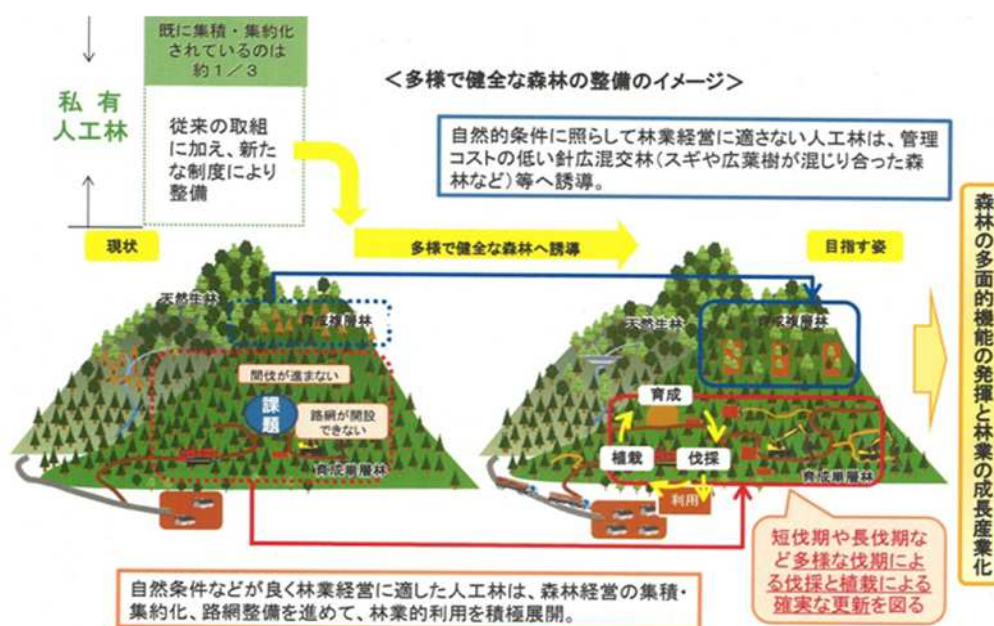 既に集積・集約化
されているのは
約1／3
私有
人工林
従来の取組
に加え、新た
な制度により
整備
＜多様で健全な森林の整備のイメージ＞
自然的条件に照らして林業経営に適さない人工林は、管理
コストの低い針広混交林（スギや広葉樹が混じり合った森
林など）等へ誘導。
現状
多様で健全な森林へ誘導
目指す姿
天然生林
育成複層林
間伐が進まない
課題
路網が開設
できない
育成単層林
天然生林
育成複層林
育成
植栽
伐採
利用
育成単層林
森林の多面的機能の発揮と林業の成長産業化
短伐期や長伐期な
ど多様な伐期によ
る伐採と植栽による
確実な更新を図る
自然条件などが良く林業経営に適した人工林は、森林経営の集積・
集約化、路網整備を進めて、林業的利用を積極展開。